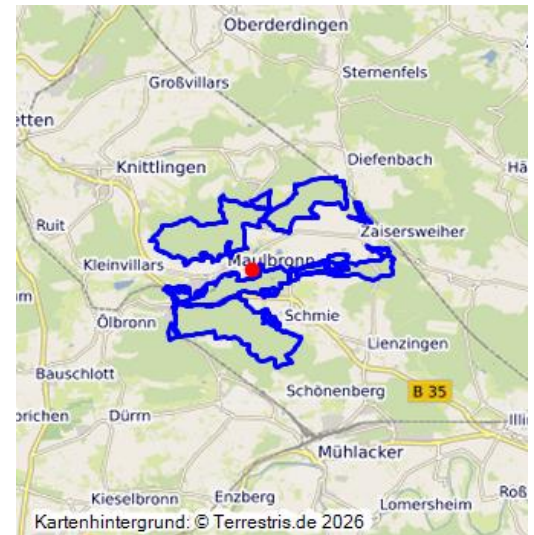 Oberderdingen
Sternenfels
Großvillars
etten
Diefenbach
Knittlingen
Hä
Ruit
Zaisersweiher
Maulbronn
Kleinvillars
m
Ölbronn
Schmie
Lienzingen
Bauschlott
Schönenberg
B 35
orichen
Dürrn
Illi
Mühlacker
Kieselbronn
Enzberg
Roß
Lomersheim
Kartenhintergrund: © Terrestris.de 2026